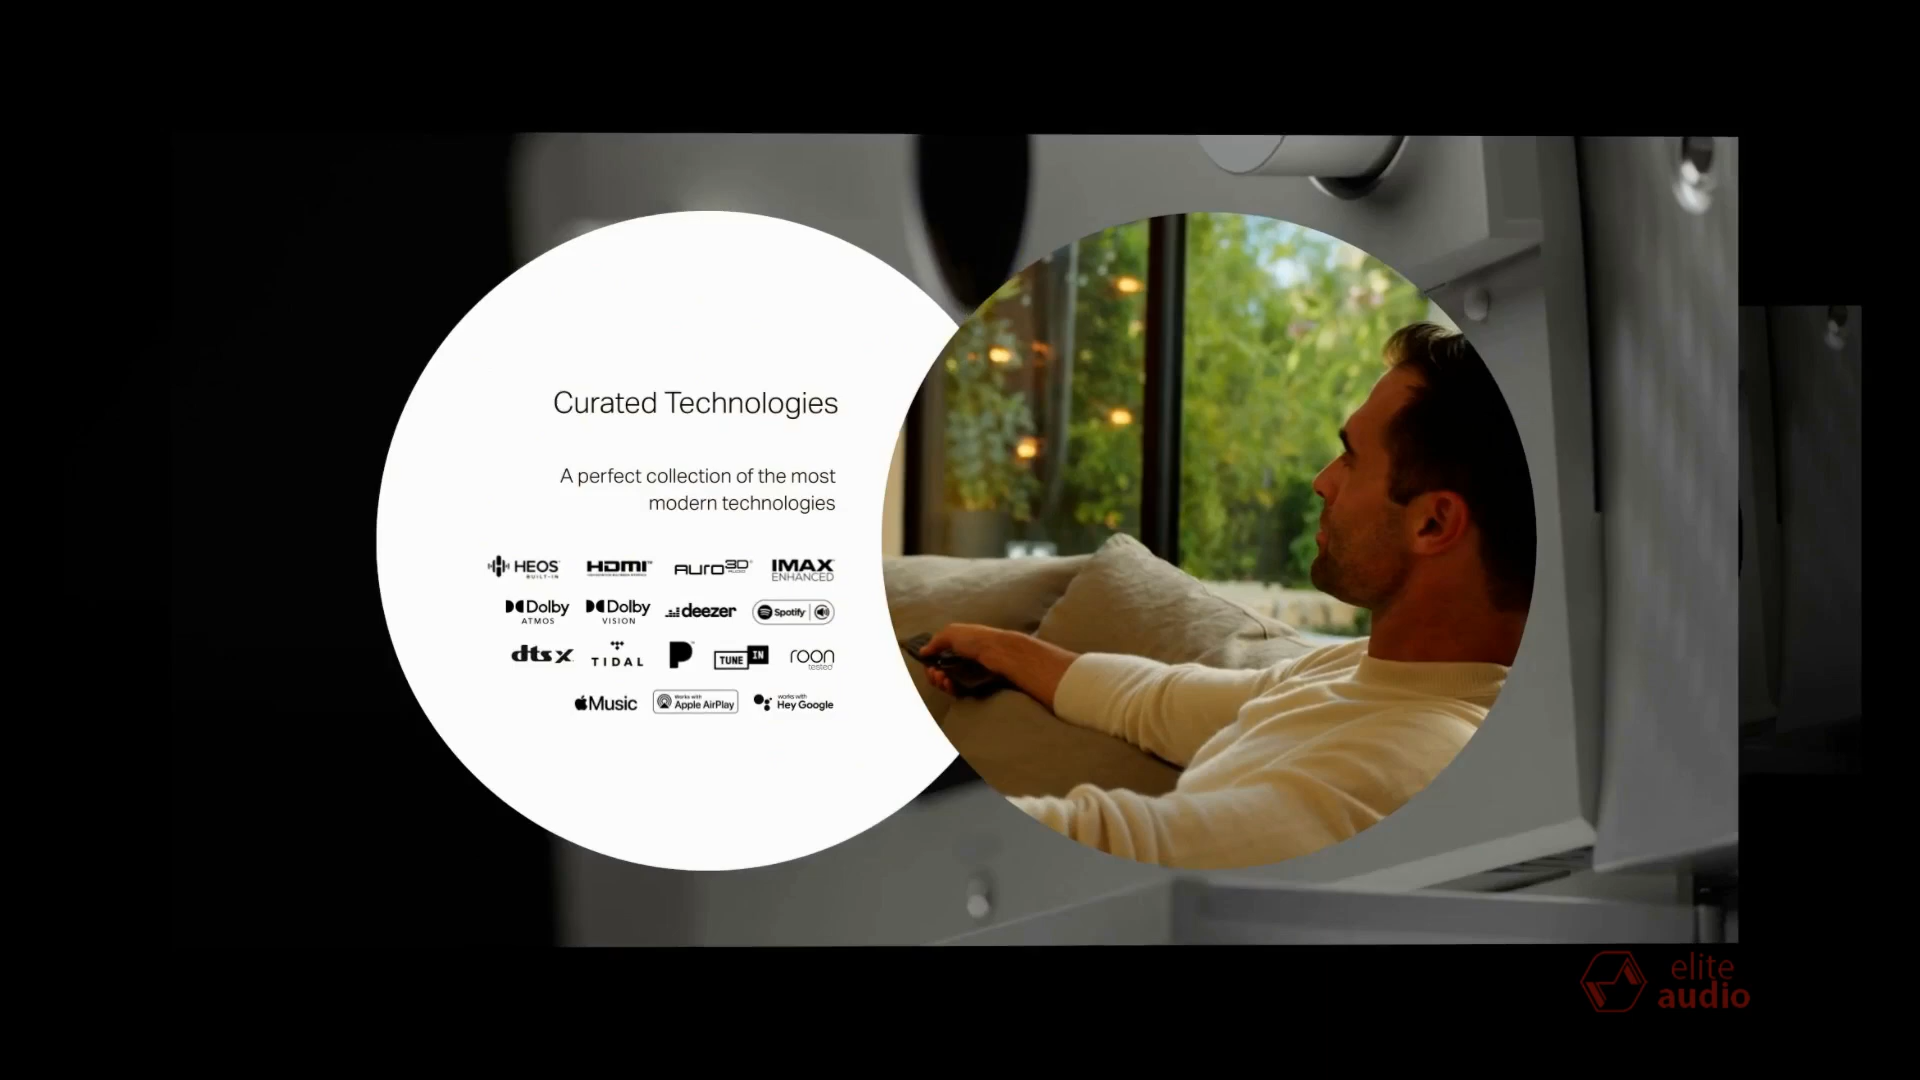 Curated Technologies
A perfect collection of the most
modern technologies
HEOS HDMI AURO 3D IMAX
BUILT-IN ENHANCED
Dolby Dolby deezer Spotify
ATMOS VISION
dts X TIDAL P TUNE IN roon
tested
Music Works with Apple AirPlay works with Hey Google
elite
audio